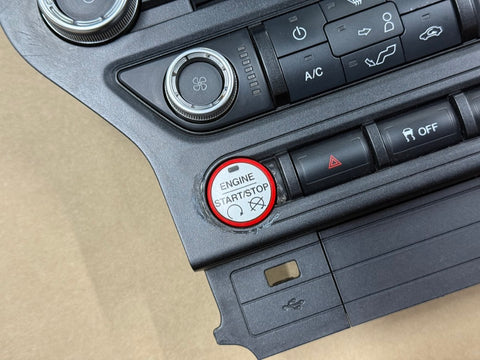 A/C
OFF
ENGINE
START/STOP